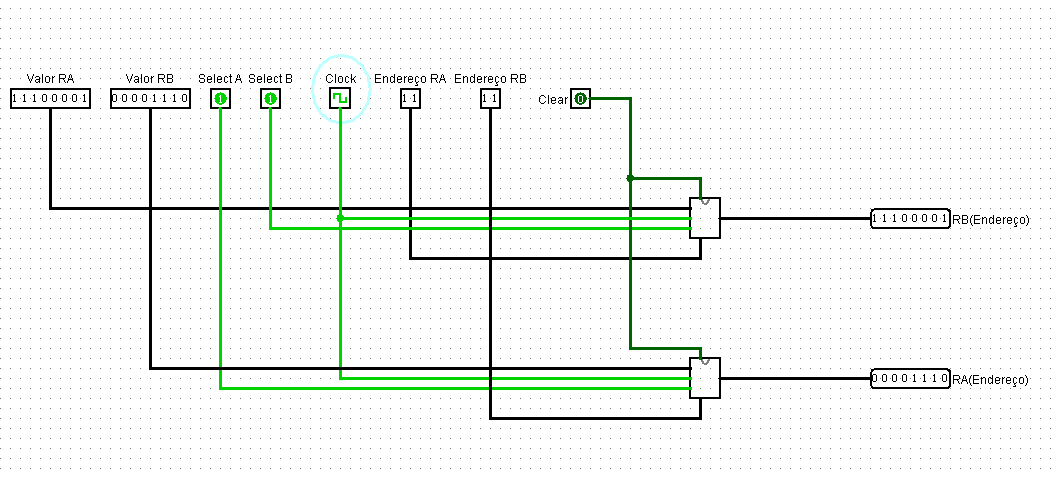 Valor RA Valor RB Select A Select B Clock Endereço RA Endereço RB
1 1 1 0 0 0 0 1 0 0 0 0 1 1 1 0 1 1 1 1 1 1 Clear 0
1 1 1 0 0 0 0 1 RB(Endereço)
0 0 0 0 1 1 1 0 RA(Endereço)